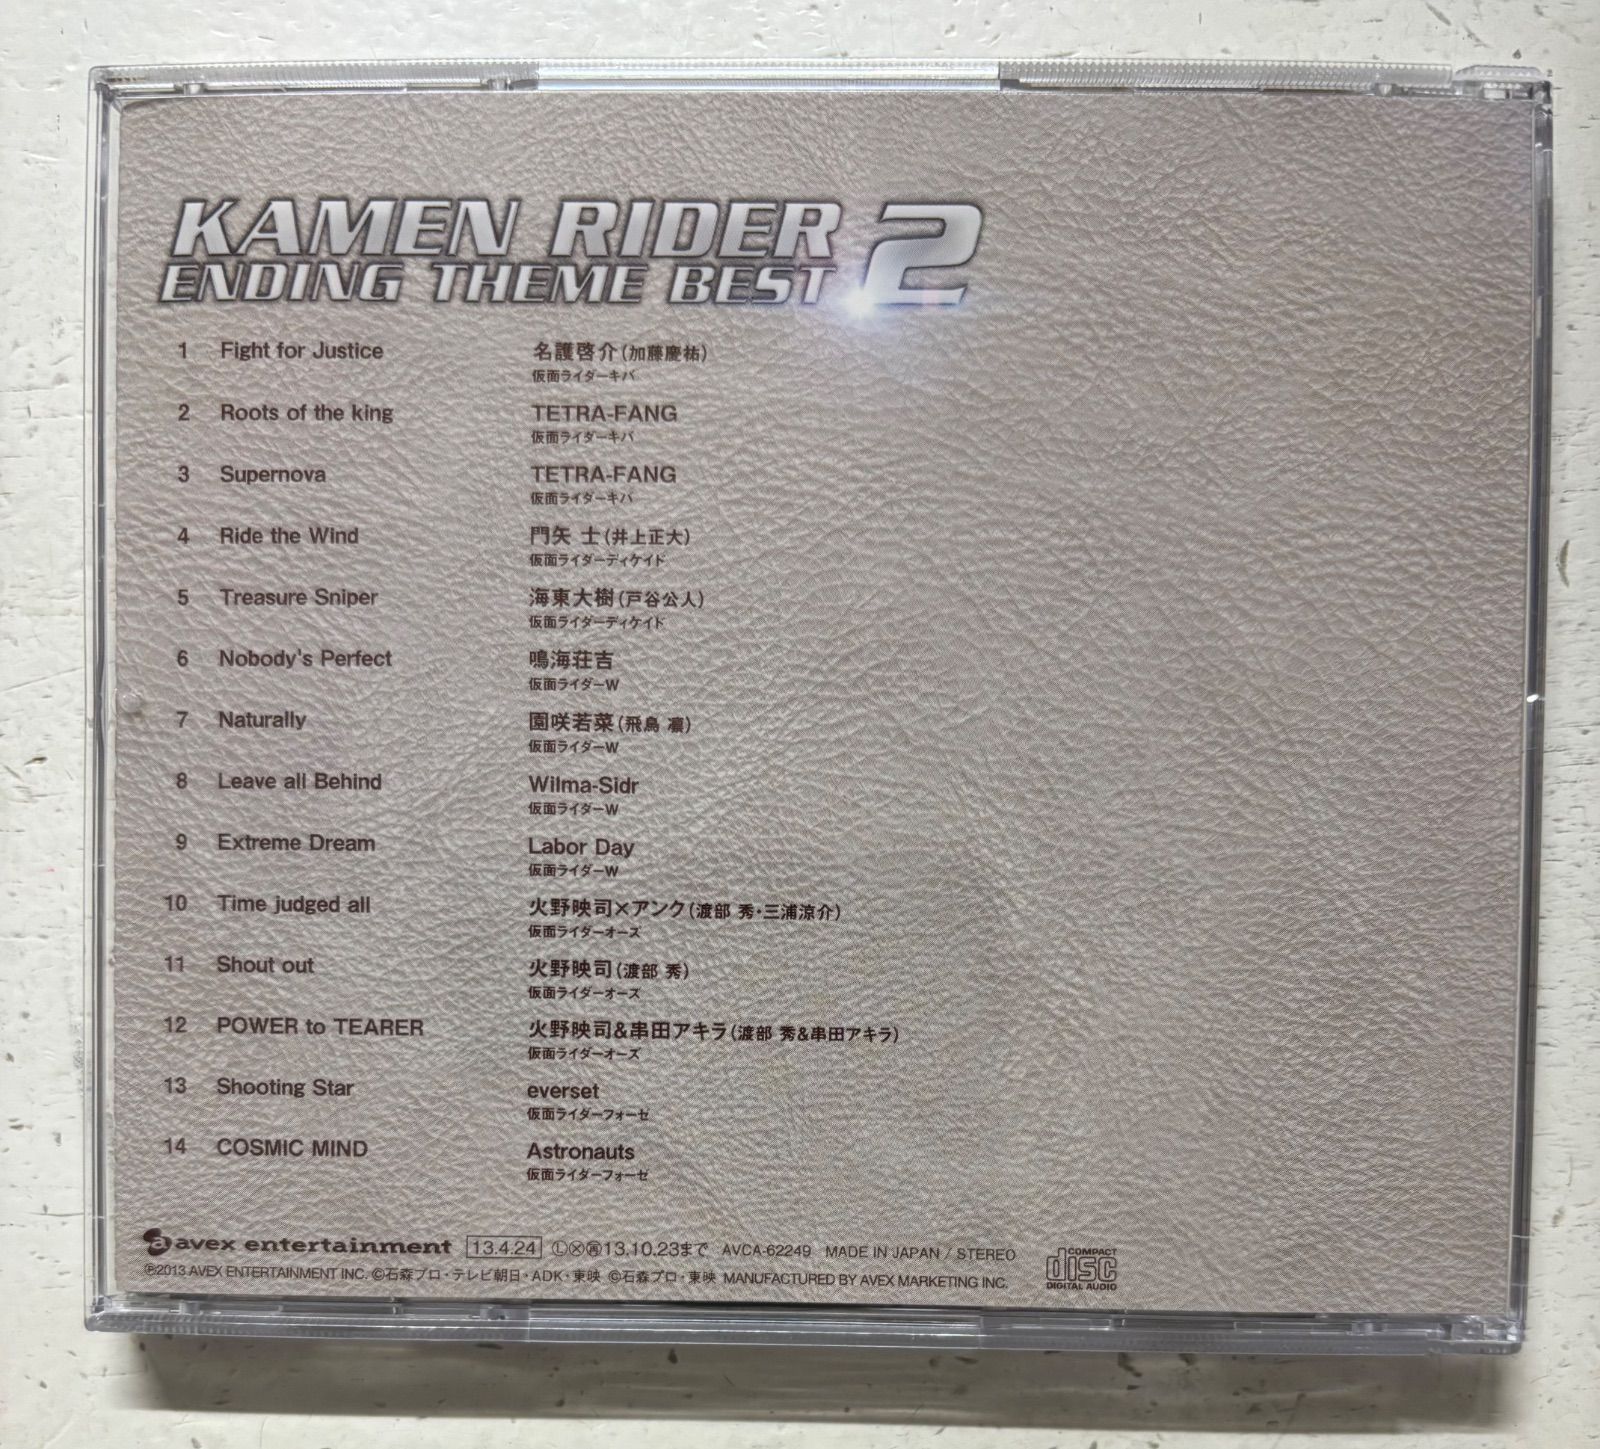 KAMEN RIDER
ENDING THEME BEST 2
1 Fight for Justice 名護啓介(加藤慶祐)
仮面ライダーキバ
2 Roots of the king TETRA-FANG
仮面ライダーキバ
3 Supernova TETRA-FANG
仮面ライダーキバ
4 Ride the Wind 門矢 士(井上正大)
仮面ライダーディケイド
5 Treasure Sniper 海東大樹(戸谷公人)
仮面ライダーディケイド
6 Nobody's Perfect 鳴海荘吉
仮面ライダーW
7 Naturally 園咲若菜(飛鳥 凛)
仮面ライダーW
8 Leave all Behind Wilma-Sidr
仮面ライダーW
9 Extreme Dream Labor Day
仮面ライダーW
10 Time judged all 火野映司×アンク(渡部 秀・三浦涼介)
仮面ライダーオーズ
11 Shout out 火野映司(渡部 秀)
仮面ライダーオーズ
12 POWER to TEARER 火野映司&串田アキラ(渡部 秀&串田アキラ)
仮面ライダーオーズ
13 Shooting Star everset
仮面ライダーフォーゼ
14 COSMIC MIND Astronauts
仮面ライダーフォーゼ
avex entertainment 13.4.24 Ⓛ Ⓧ 13.10.23まで AVCA-62249 MADE IN JAPAN / STEREO
℗2013 AVEX ENTERTAINMENT INC. ©石森プロ・テレビ朝日・ADK・東映 ©石森プロ・東映 MANUFACTURED BY AVEX MARKETING INC.
COMPACT
disc
DIGITAL AUDIO